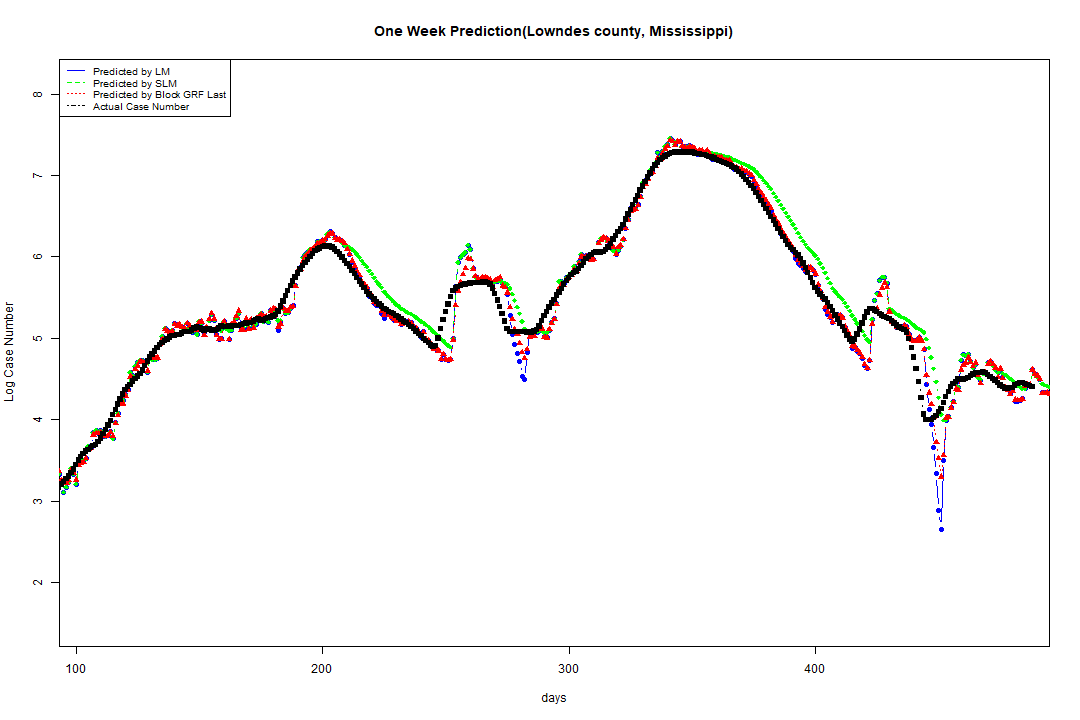 One Week Prediction(Lowndes county, Mississippi)
Predicted by LM
Predicted by SLM
Predicted by Block GRF Last
Actual Case Number
8
7
6
5
4
3
2
Log Case Number
100 200 300 400
days